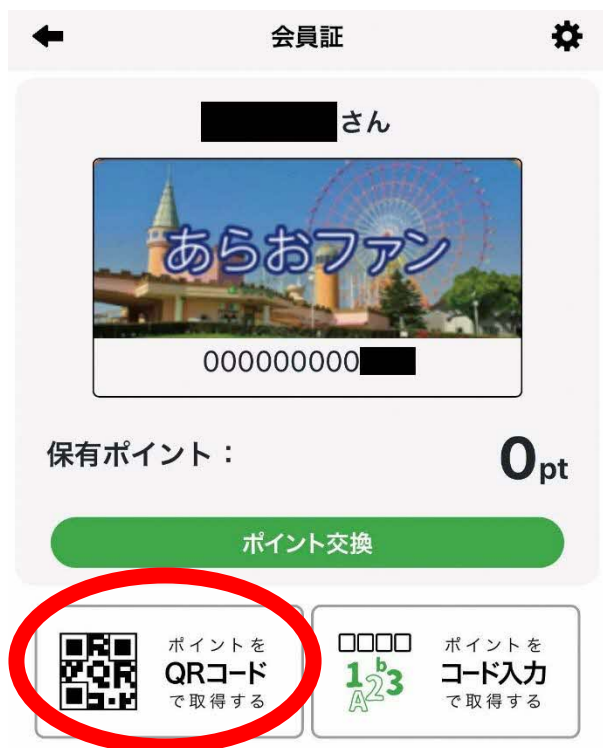 会員証
さん
あらおファン
000000000
保有ポイント：
0pt
ポイント交換
ポイントを
QRコード
で取得する
ポイントを
コード入力
で取得する